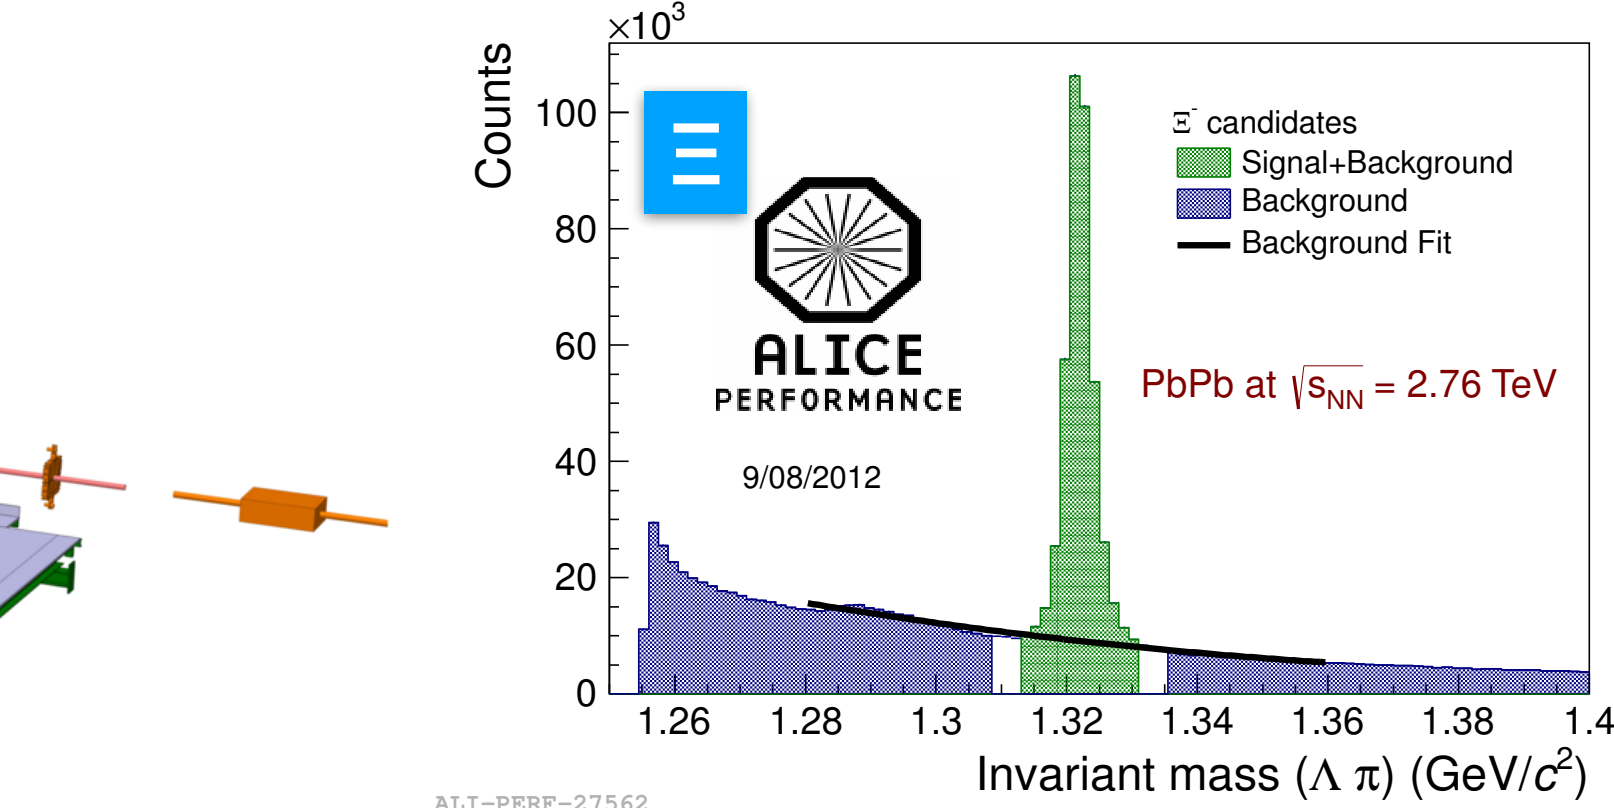 ×10³
Counts
100
80
60
40
20
0
Ξ
ALICE
PERFORMANCE
9/08/2012
Ξ⁻ candidates
Signal+Background
Background
Background Fit
PbPb at √sNN = 2.76 TeV
1.26 1.28 1.3 1.32 1.34 1.36 1.38 1.4
Invariant mass (Λ π) (GeV/c²)
ALI-PERF-27562